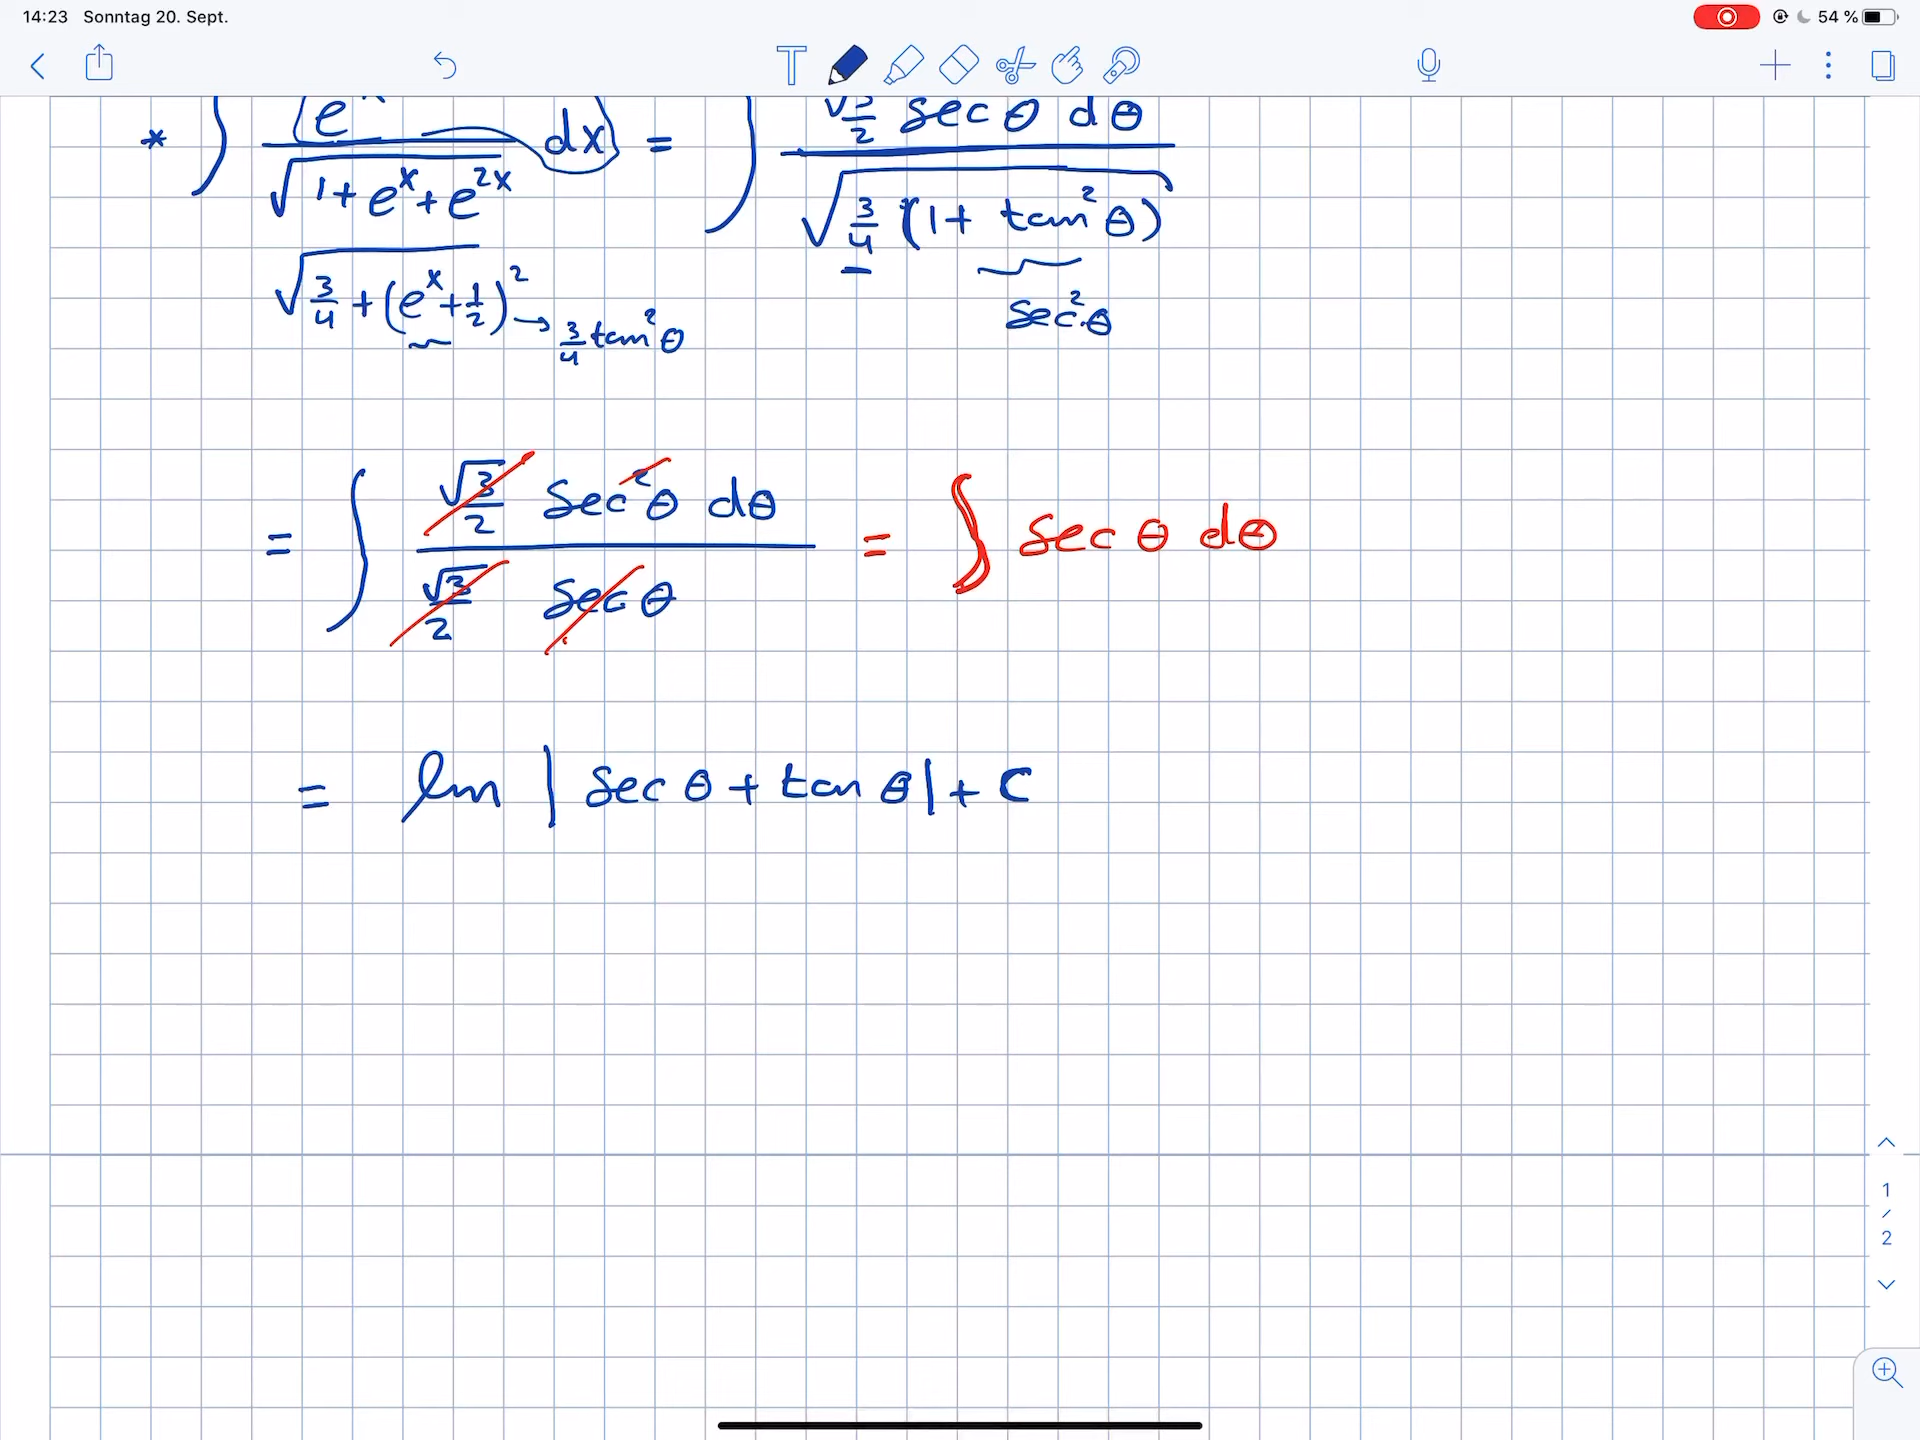 14:23 Sonntag 20. Sept. 54 %
* ∫ e^x / √(1 + e^x + e^2x) dx = ∫ √3/2 sec θ dθ / √(3/4 (1 + tan²θ))
√(3/4 + (e^x + 1/2)²) → 3/4 tan²θ
sec²θ
= ∫ √3/2 sec²θ dθ / √3/2 sec θ = ∫ sec θ dθ
= ln | sec θ + tan θ | + C
1
/
2